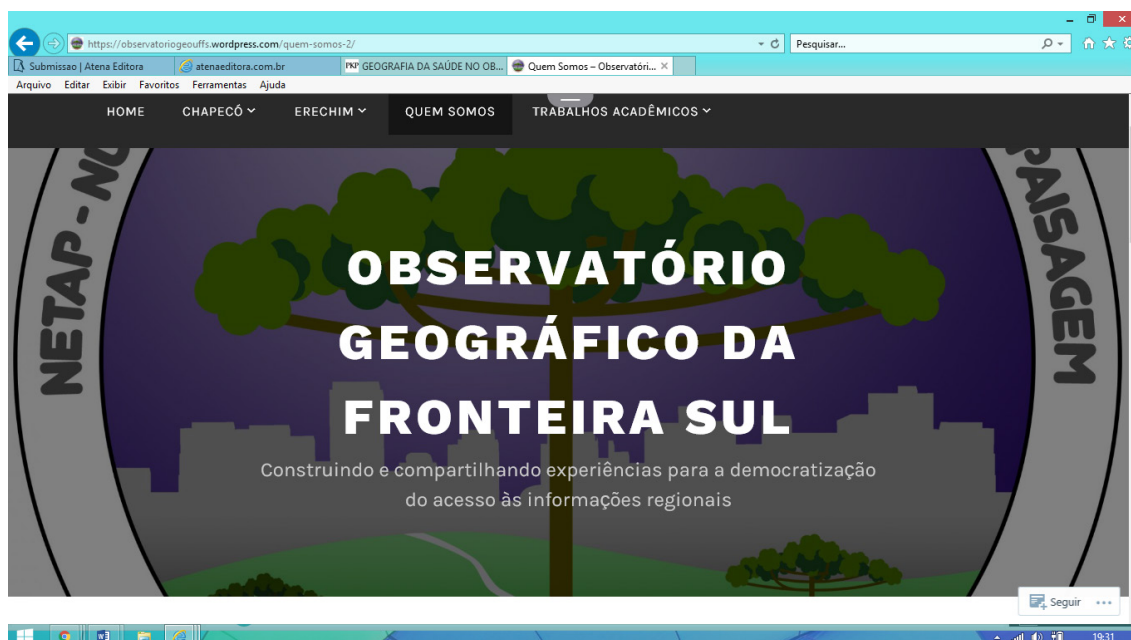 https://observatoriogeouffs.wordpress.com/quem-somos-2/
Pesquisar...
Submissao | Atena Editora
atenaeditora.com.br
PKP GEOGRAFIA DA SAÚDE NO OB...
Quem Somos – Observatóri...
Arquivo Editar Exibir Favoritos Ferramentas Ajuda
HOME CHAPECÓ ERECHIM QUEM SOMOS TRABALHOS ACADÊMICOS
NETAP - NÚ
PAISAGEM
OBSERVATÓRIO
GEOGRÁFICO DA
FRONTEIRA SUL
Construindo e compartilhando experiências para a democratização
do acesso às informações regionais
Seguir
19:31